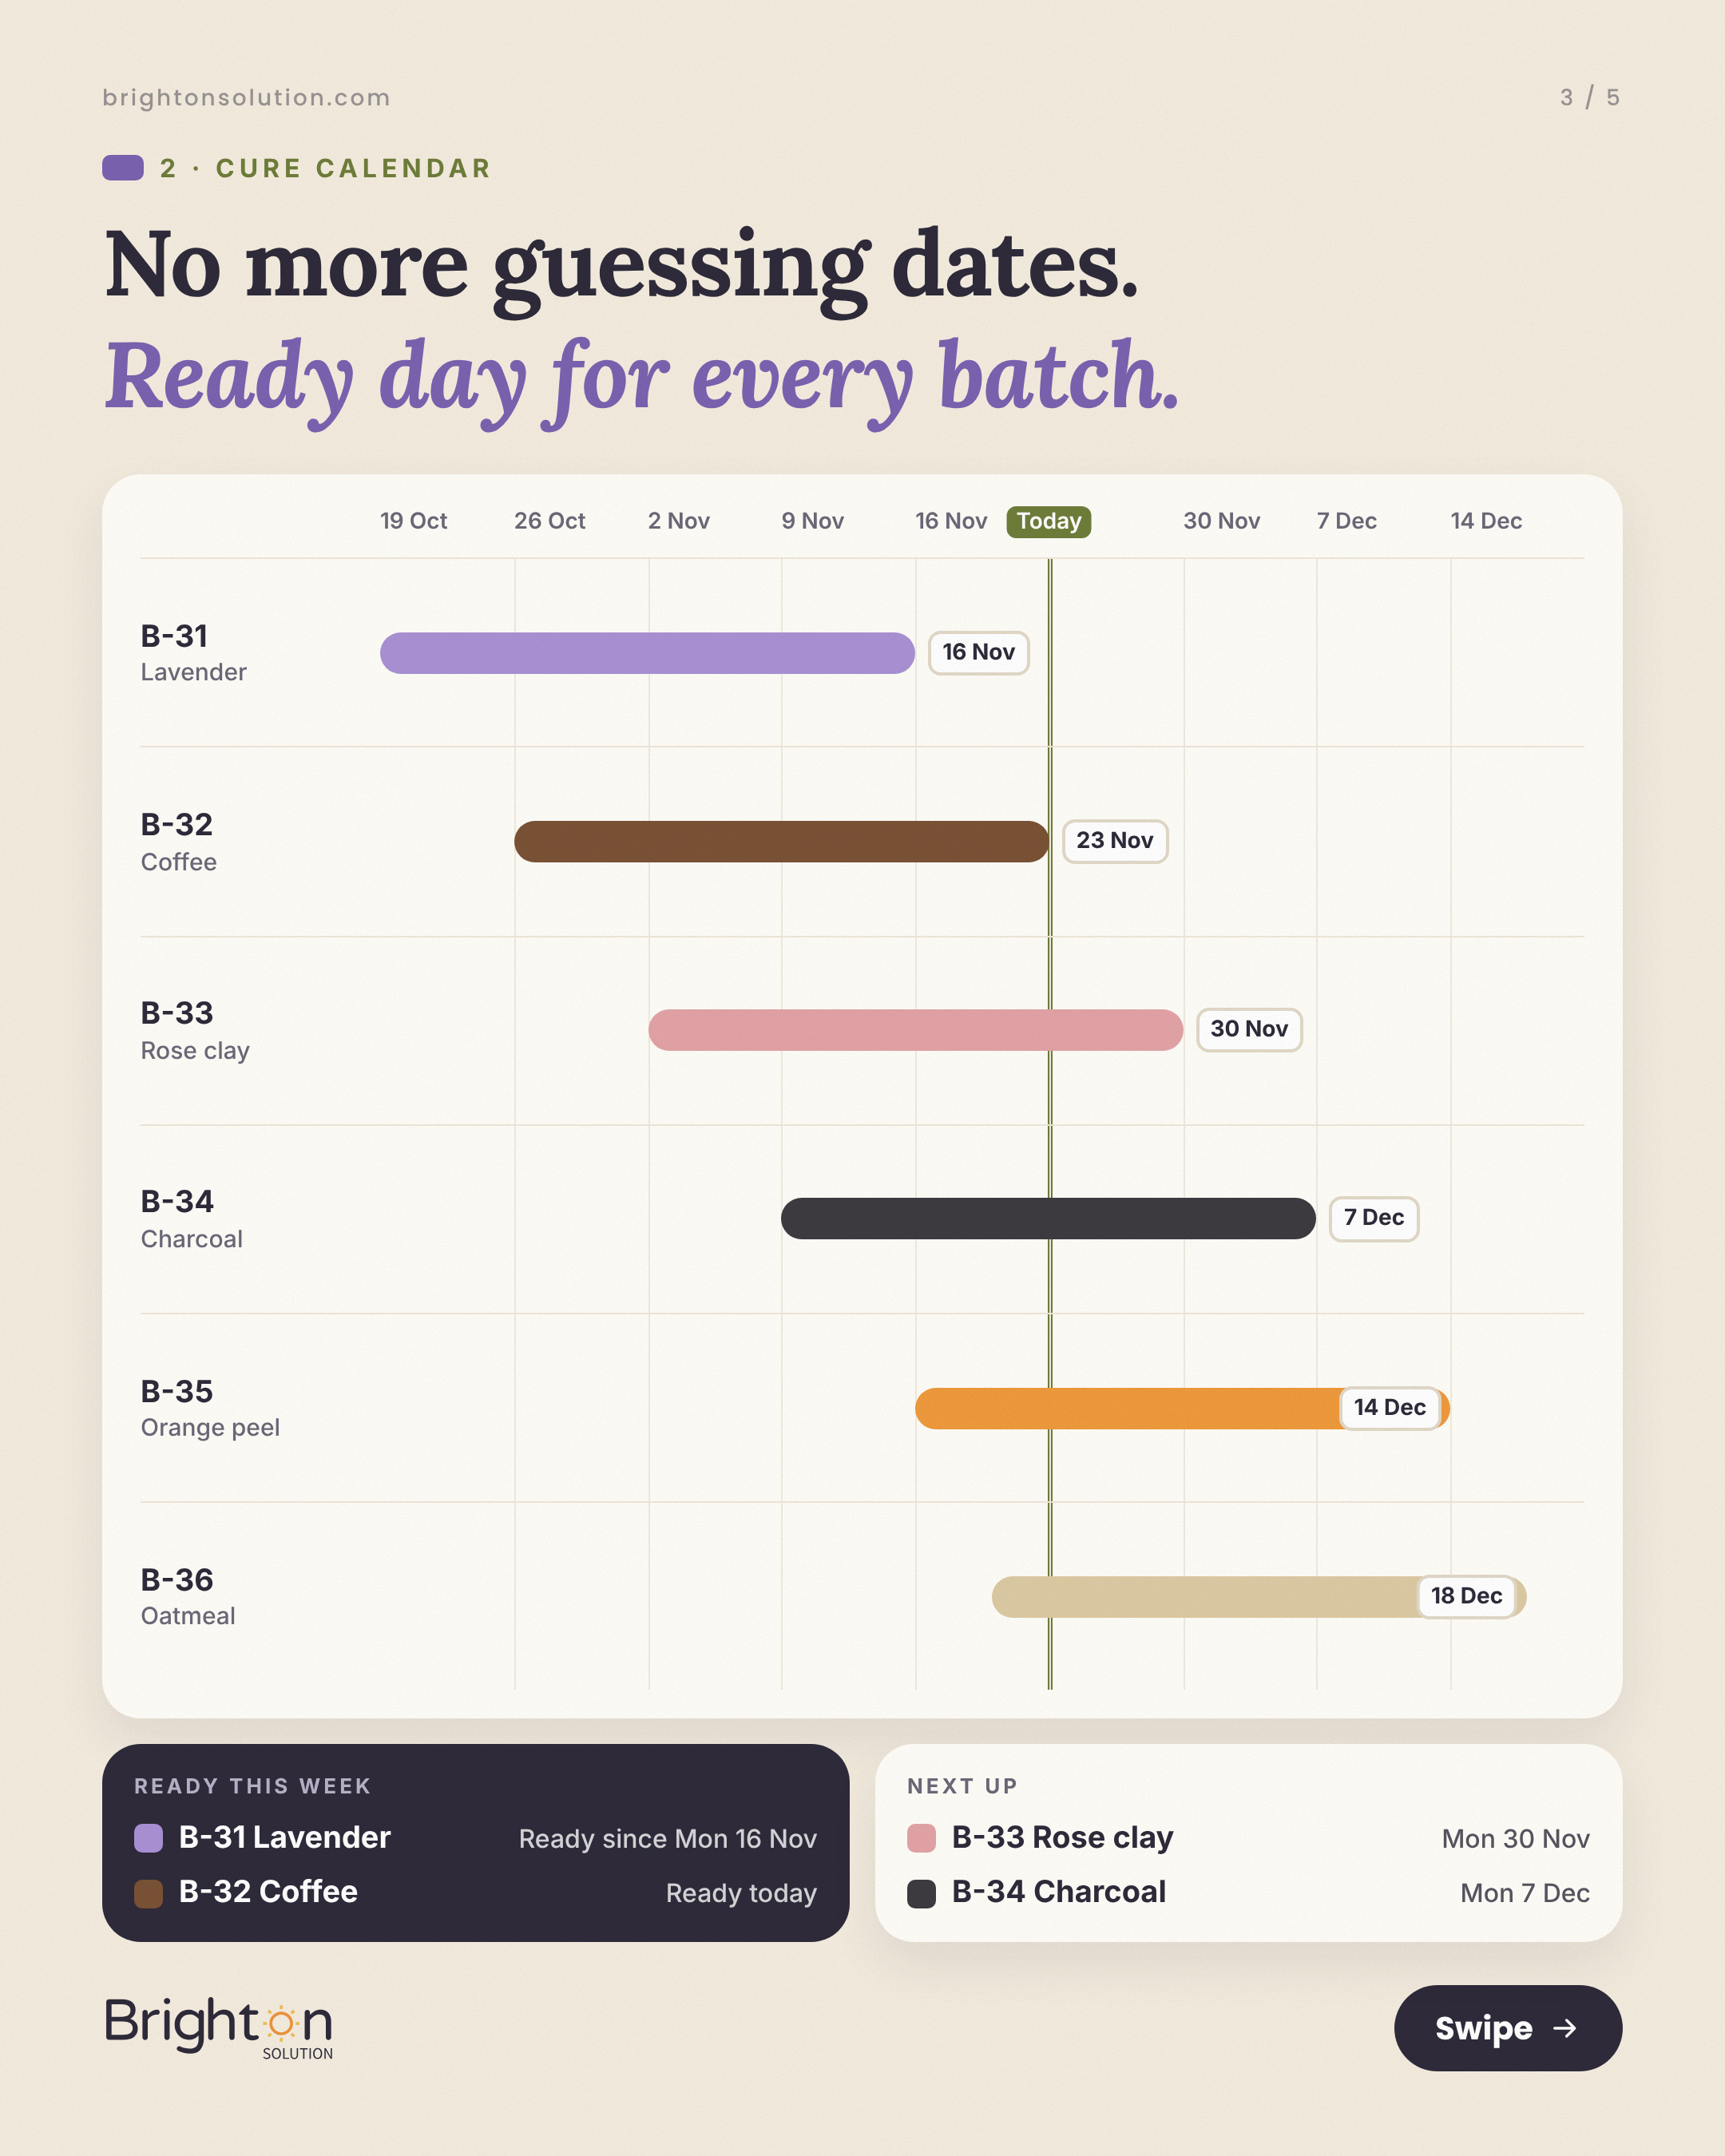 brightonsolution.com
3 / 5
2 · CURE CALENDAR
No more guessing dates.
Ready day for every batch.
19 Oct 26 Oct 2 Nov 9 Nov 16 Nov Today 30 Nov 7 Dec 14 Dec
B-31
Lavender
16 Nov
B-32
Coffee
23 Nov
B-33
Rose clay
30 Nov
B-34
Charcoal
7 Dec
B-35
Orange peel
14 Dec
B-36
Oatmeal
18 Dec
READY THIS WEEK
B-31 Lavender Ready since Mon 16 Nov
B-32 Coffee Ready today
NEXT UP
B-33 Rose clay Mon 30 Nov
B-34 Charcoal Mon 7 Dec
Brighton
SOLUTION
Swipe →